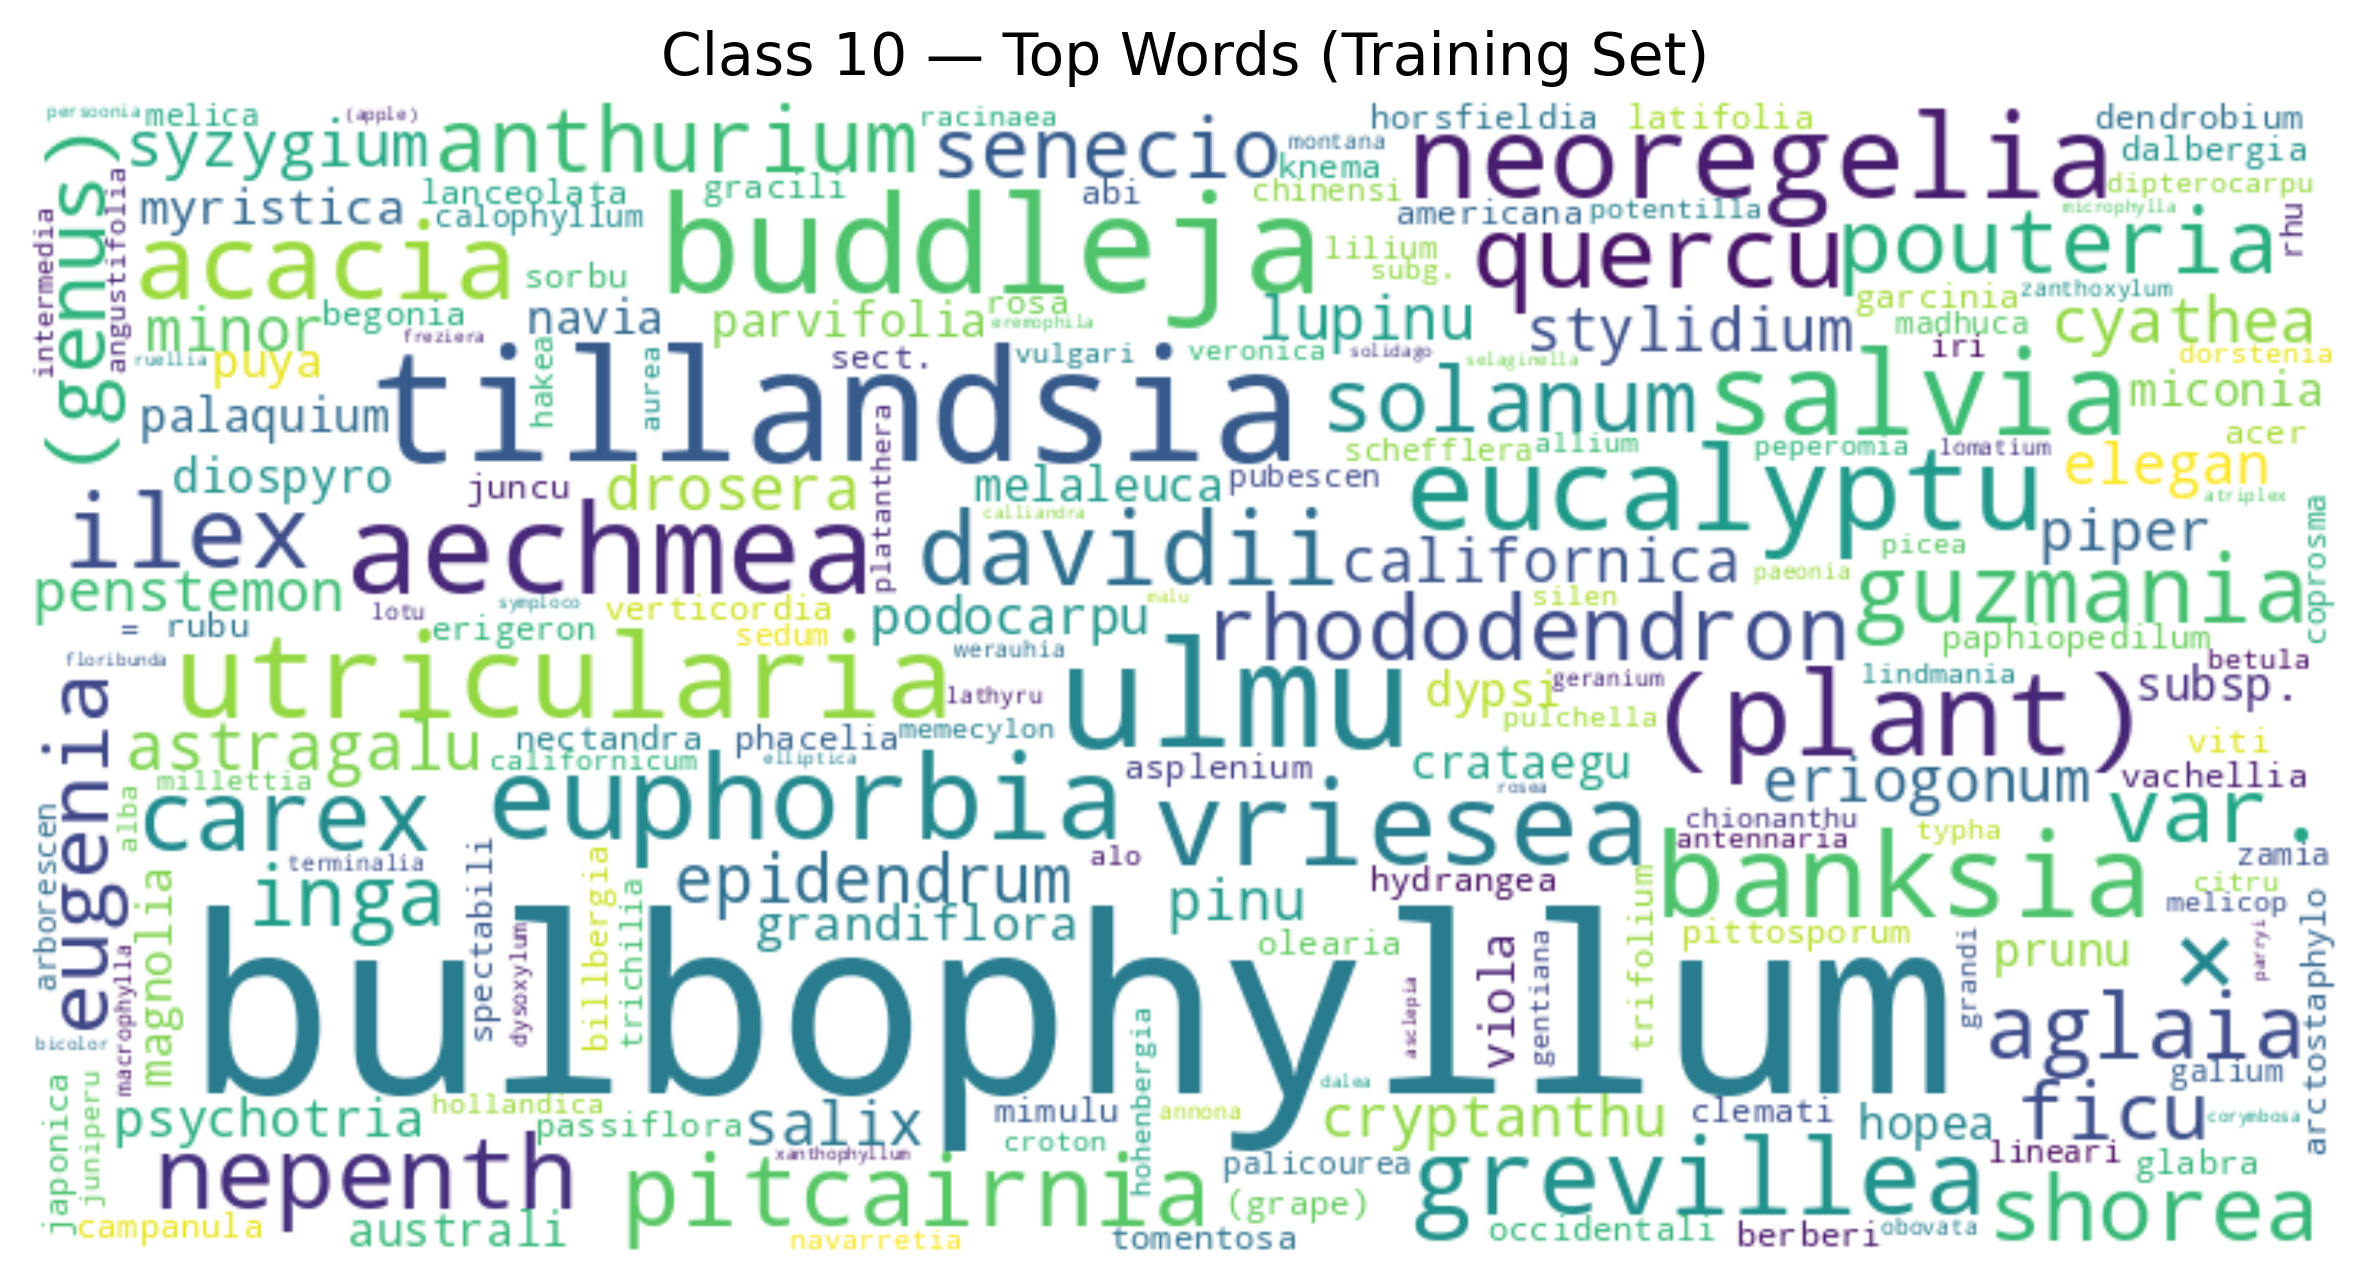 Class 10 — Top Words (Training Set)
persoonia
melica
(apple)
syzygium
anthurium
racinaea
senecio
montana
knema
horsfieldia
latifolia
neoregelia
dendrobium
dalbergia
dipterocarpu
microphylla
(genus)
intermedia
angustifolia
myristica
lanceolata
calophyllum
gracili
abi
chinensi
americana
potentilla
rhu
acacia
sorbu
buddleja
lilium
subg.
quercu
pouteria
minor
begonia
navia
parvifolia
rosa
eremophila
lupinu
stylidium
garcinia
zanthoxylum
madhuca
cyathea
ruellia
puya
freziera
hakea
aurea
sect.
vulgari
veronica
solidago
selaginella
iri
dorstenia
palaquium
tillandsia
platanthera
solanum
salvia
miconia
diospyro
juncu
drosera
melaleuca
pubescen
schefflera
allium
peperomia
lomatium
acer
elegan
atriplex
ilex
aechmea
calliandra
davidii
californica
eucalyptu
picea
piper
coprosma
penstemon
lotu
symploco
verticordia
malu
silen
paeonia
guzmania
= rubu
erigeron
sedum
podocarpu
rhododendron
paphiopedilum
floribunda
utricularia
werauhia
lathyru
ulmu
dypsi
geranium
pulchella
(plant)
lindmania
betula
subsp.
eugenia
astragalu
nectandra
phacelia
memecylon
californicum
elliptica
asplenium
crataegu
viti
vachellia
millettia
alba
arborescen
carex
euphorbia
vriesea
rosea
eriogonum
var.
chionanthu
antennaria
typha
terminalia
inga
spectabili
billbergia
trichilia
epidendrum
alo
pinu
hydrangea
trifolium
banksia
zamia
citru
melicop
magnolia
macrophylla
dysoxylum
grandiflora
olearia
viola
gentiana
pittosporum
grandi
prunu
×
parryi
arctostaphylo
bicolor
bulbophyllum
asclepia
aglaia
galium
japonica
juniperu
psychotria
hollandica
passiflora
salix
mimulu
croton
hohenbergia
annona
dalea
cryptanthu
clemati
hopea
ficu
corymbosa
nepenth
xanthophyllum
pitcairnia
palicourea
(grape)
grevillea
lineari
glabra
shorea
campanula
australi
navarretia
tomentosa
occidentali
berberi
obovata